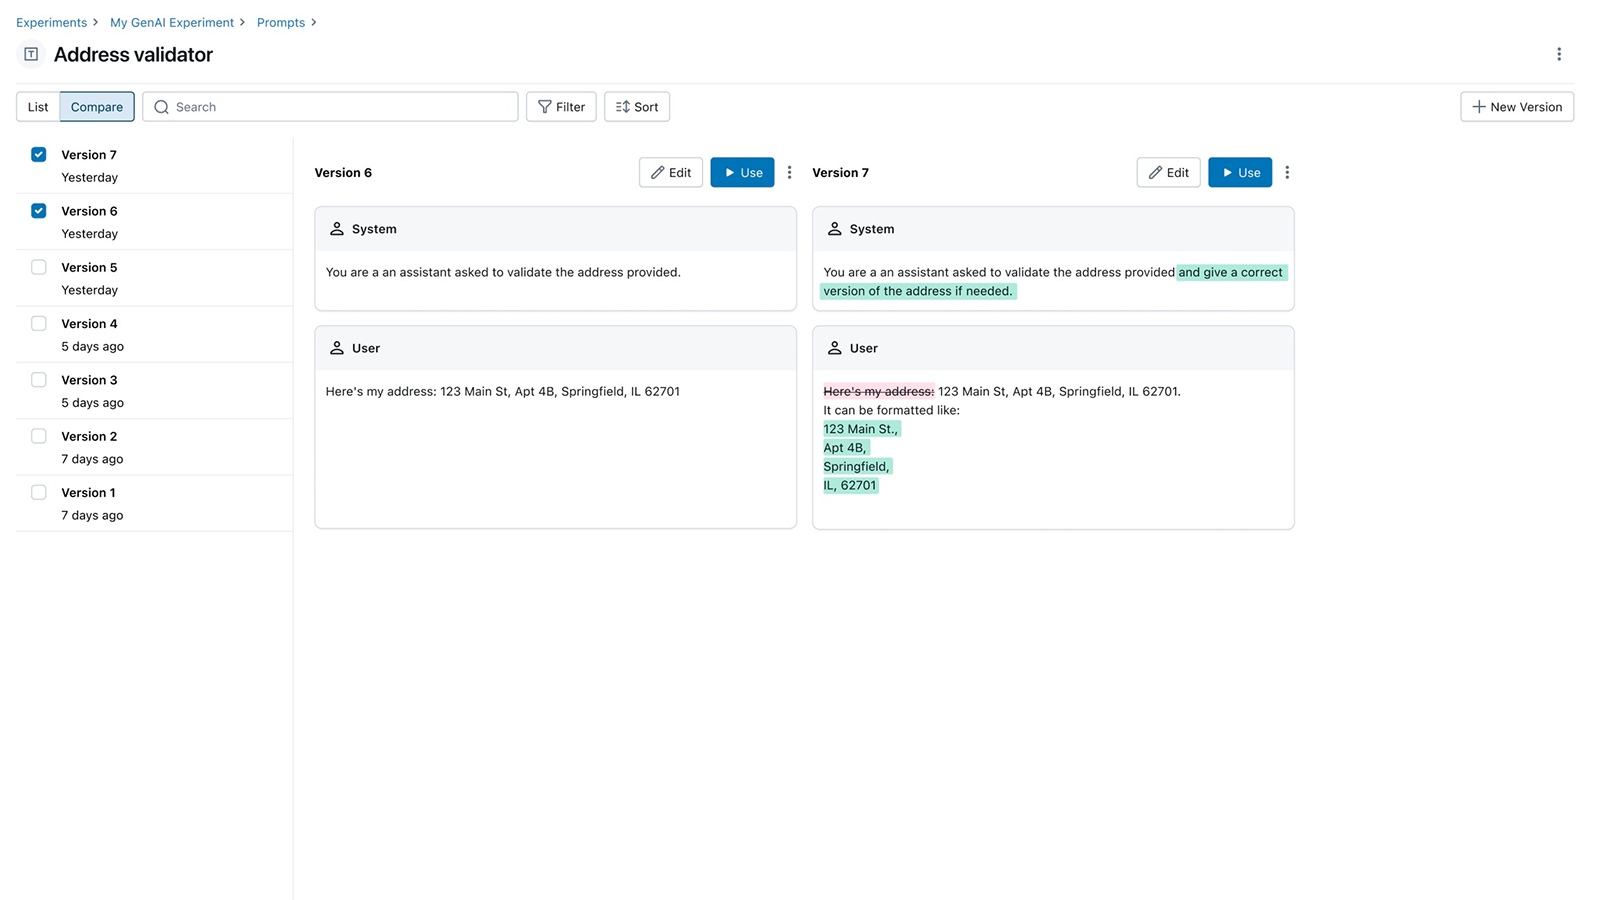 Experiments > My GenAI Experiment > Prompts >
Address validator
List Compare Search Filter Sort New Version
Version 7
Yesterday
Version 6
Yesterday
Version 5
Yesterday
Version 4
5 days ago
Version 3
5 days ago
Version 2
7 days ago
Version 1
7 days ago
Version 6 Edit Use
System
You are a an assistant asked to validate the address provided.
User
Here's my address: 123 Main St, Apt 4B, Springfield, IL 62701
Version 7 Edit Use
System
You are a an assistant asked to validate the address provided and give a correct
version of the address if needed.
User
Here's my address: 123 Main St, Apt 4B, Springfield, IL 62701.
It can be formatted like:
123 Main St.,
Apt 4B,
Springfield,
IL, 62701